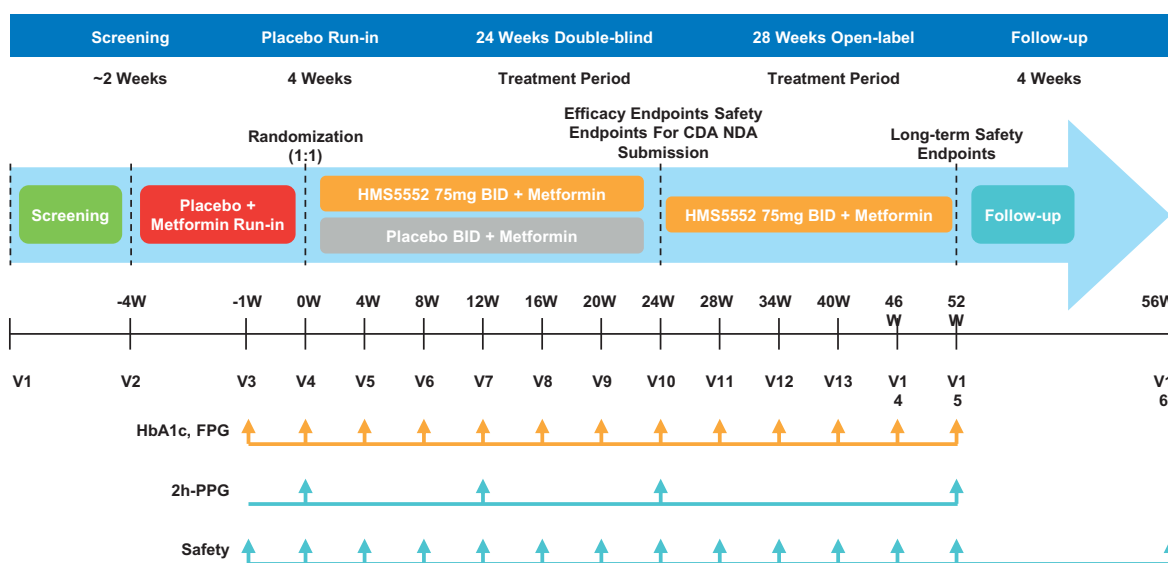 Screening Placebo Run-in 24 Weeks Double-blind 28 Weeks Open-label Follow-up
~2 Weeks 4 Weeks Treatment Period Treatment Period 4 Weeks
Randomization
(1:1)
Efficacy Endpoints Safety
Endpoints For CDA NDA
Submission
Long-term Safety
Endpoints
Screening
Placebo +
Metformin Run-in
HMS5552 75mg BID + Metformin
Placebo BID + Metformin
HMS5552 75mg BID + Metformin
Follow-up
-4W -1W 0W 4W 8W 12W 16W 20W 24W 28W 34W 40W 46
W 52
W 56W
V1 V2 V3 V4 V5 V6 V7 V8 V9 V10 V11 V12 V13 V1
4 V1
5 V1
6
HbA1c, FPG
2h-PPG
Safety